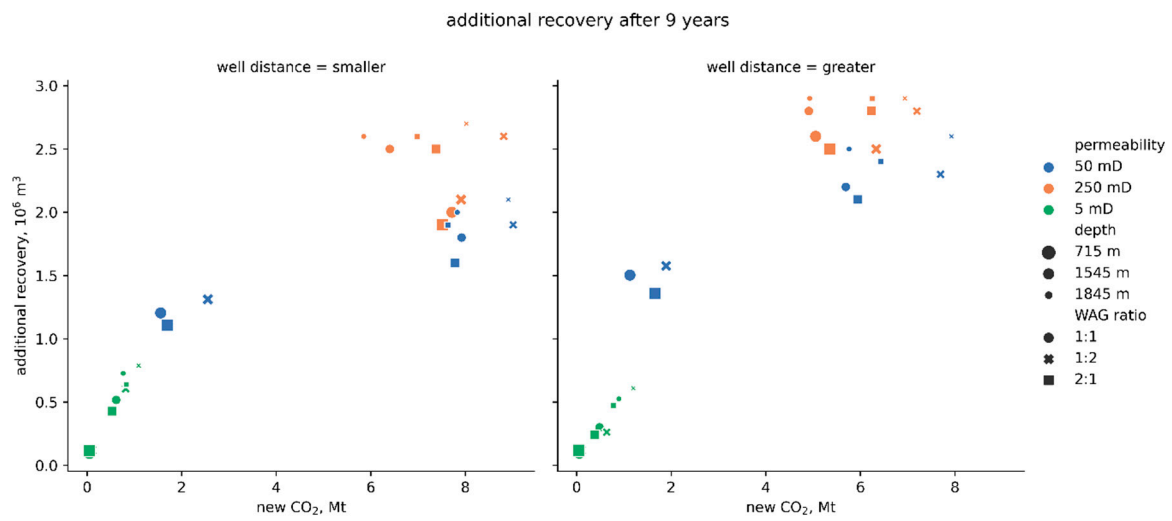 additional recovery after 9 years
well distance = smaller
well distance = greater
3.0
2.5
2.0
1.5
1.0
0.5
0.0
additional recovery, 10⁶ m³
0 2 4 6 8
0 2 4 6 8
new CO₂, Mt
new CO₂, Mt
permeability
50 mD
250 mD
5 mD
depth
715 m
1545 m
1845 m
WAG ratio
1:1
1:2
2:1